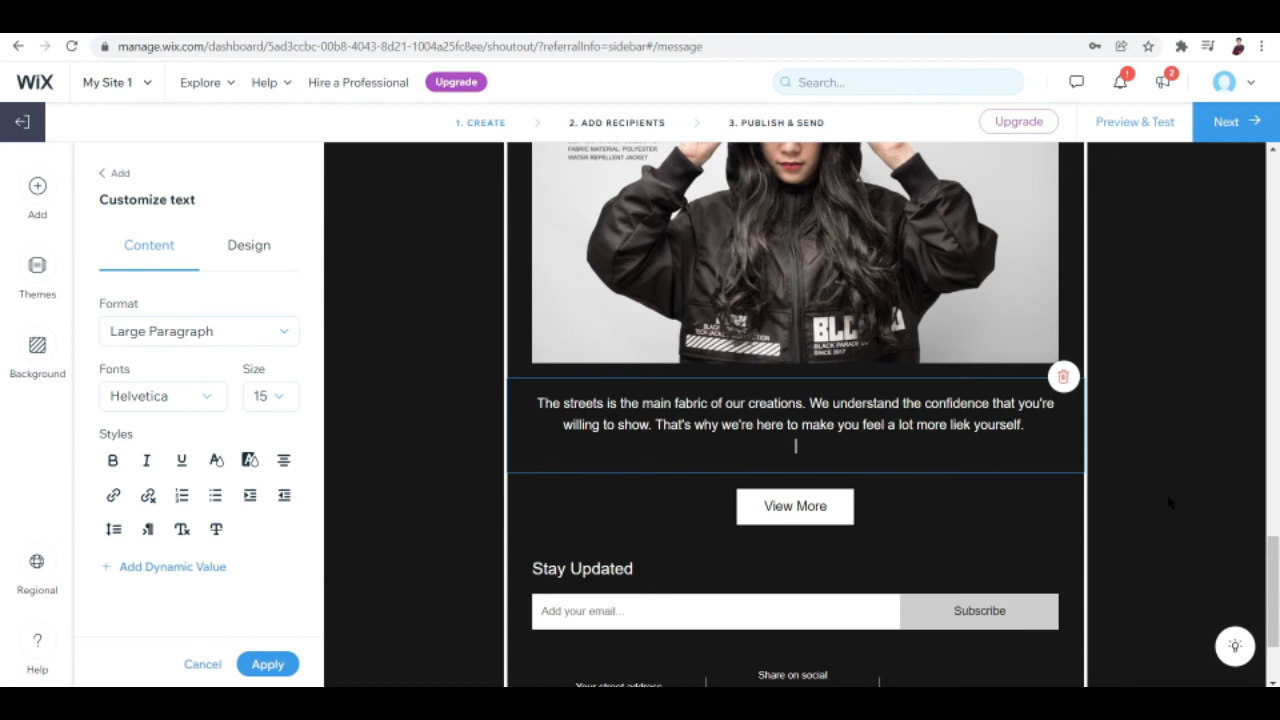 manage.wix.com/dashboard/5ad3ccbc-00b8-4043-8d21-1004a25fc8ee/shoutout/?referralInfo=sidebar#/message
WiX
My Site 1
Explore
Help
Hire a Professional
Upgrade
Search...
!
2
1. CREATE
2. ADD RECIPIENTS
3. PUBLISH & SEND
Upgrade
Preview & Test
Next
Add
Themes
Background
Regional
Help
Add
Customize text
Content
Design
Format
Large Paragraph
Fonts
Size
Helvetica
15
Styles
Add Dynamic Value
Cancel
Apply
FABRIC MATERIAL: POLYESTER
WATER REPELLENT JACKET
BLACK PARADE
SINCE 2017
The streets is the main fabric of our creations. We understand the confidence that you're
willing to show. That's why we're here to make you feel a lot more liek yourself.
View More
Stay Updated
Add your email...
Subscribe
Share on social
Your street address